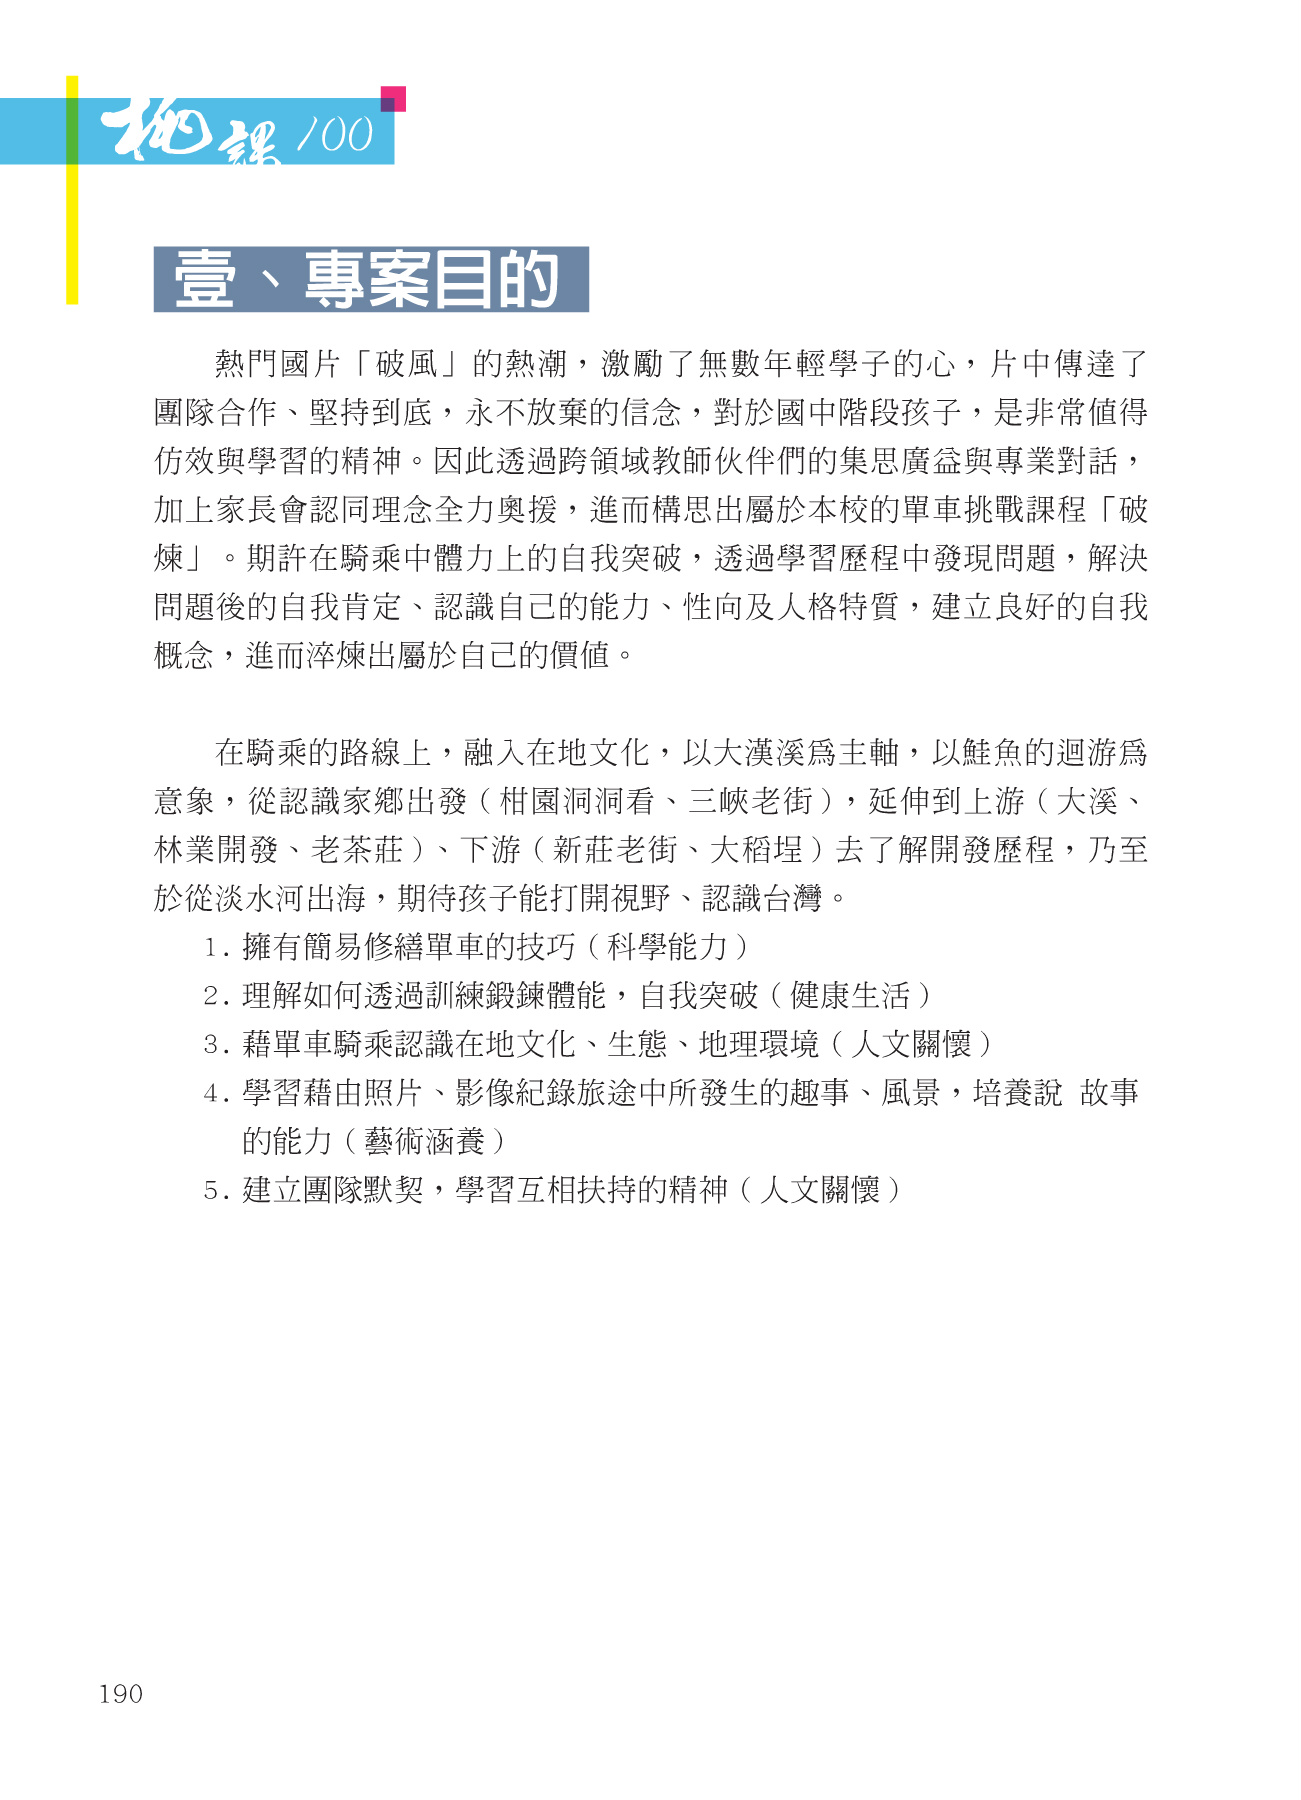 桃課100
壹、專案目的
熱門國片「破風」的熱潮，激勵了無數年輕學子的心，片中傳達了
團隊合作、堅持到底，永不放棄的信念，對於國中階段孩子，是非常值得
仿效與學習的精神。因此透過跨領域教師伙伴們的集思廣益與專業對話，
加上家長會認同理念全力奧援，進而構思出屬於本校的單車挑戰課程「破
煉」。期許在騎乘中體力上的自我突破，透過學習歷程中發現問題，解決
問題後的自我肯定、認識自己的能力、性向及人格特質，建立良好的自我
概念，進而淬煉出屬於自己的價值。
在騎乘的路線上，融入在地文化，以大漢溪為主軸，以鮭魚的迴游為
意象，從認識家鄉出發（柑園洞洞看、三峽老街），延伸到上游（大溪、
林業開發、老茶莊）、下游（新莊老街、大稻埕）去了解開發歷程，乃至
於從淡水河出海，期待孩子能打開視野、認識台灣。
1. 擁有簡易修繕單車的技巧（科學能力）
2. 理解如何透過訓練鍛鍊體能，自我突破（健康生活）
3. 藉單車騎乘認識在地文化、生態、地理環境（人文關懷）
4. 學習藉由照片、影像紀錄旅途中所發生的趣事、風景，培養說 故事
的能力（藝術涵養）
5. 建立團隊默契，學習互相扶持的精神（人文關懷）
190